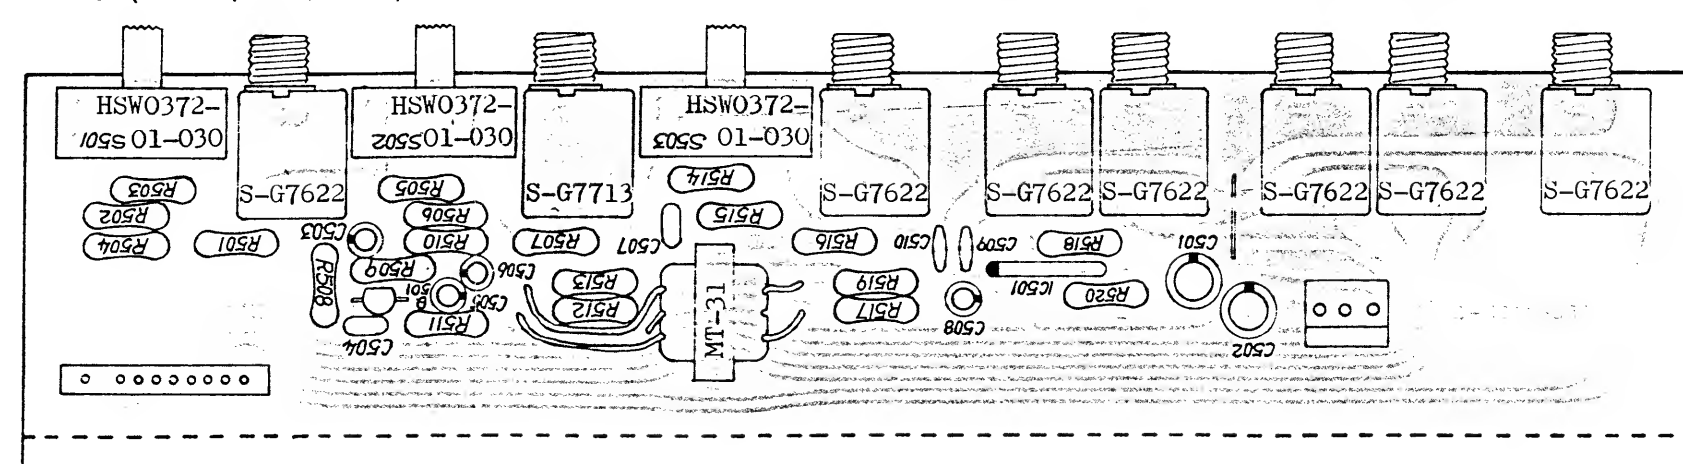 HSW0372-
S501 01-030
HSW0372-
S502 01-030
HSW0372-
S503 01-030
S-G7622
S-G7713
S-G7622
S-G7622
S-G7622
S-G7622
S-G7622
S-G7622
R503
R502
R504
R501
C503
R508
R505
R506
R510
R509
C506
C505
Q501
R511
C504
R507
R513
R512
C507
R514
R515
MT-31
R516
R519
R517
C510
C509
C508
IC501
R518
R520
C501
C502